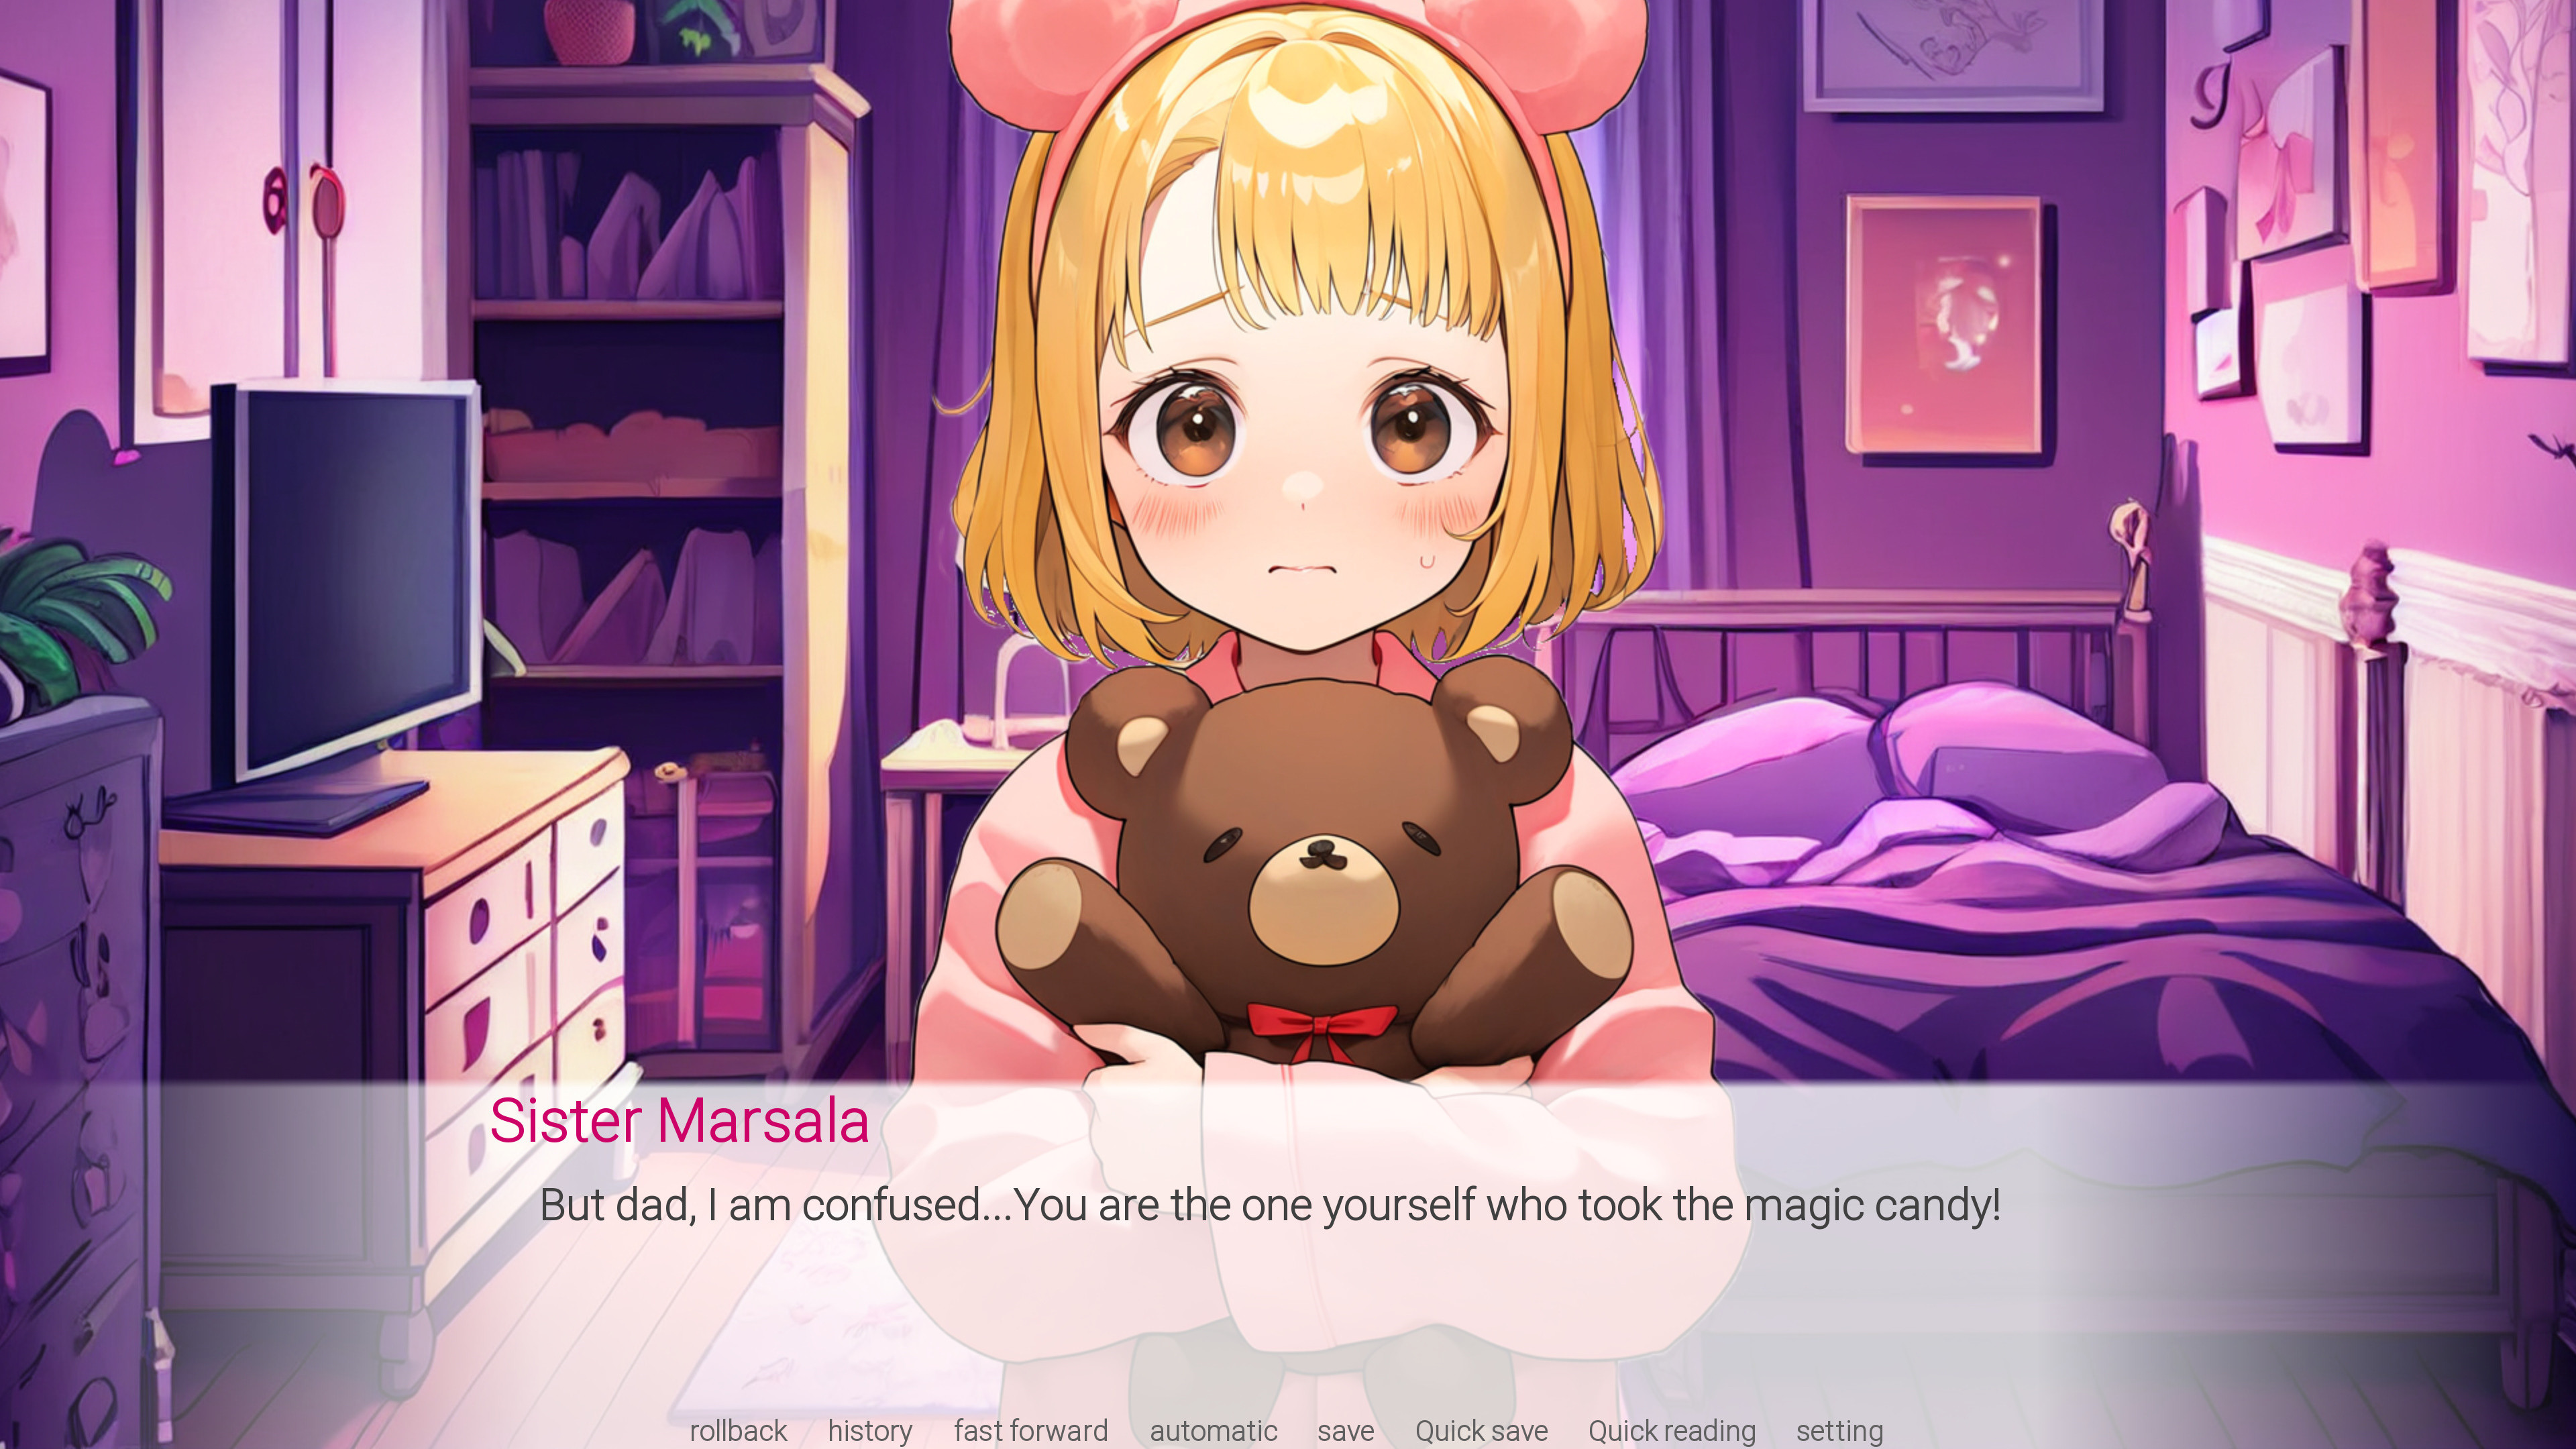 Sister Marsala
But dad, I am confused...You are the one yourself who took the magic candy!
rollback history fast forward automatic save Quick save Quick reading setting